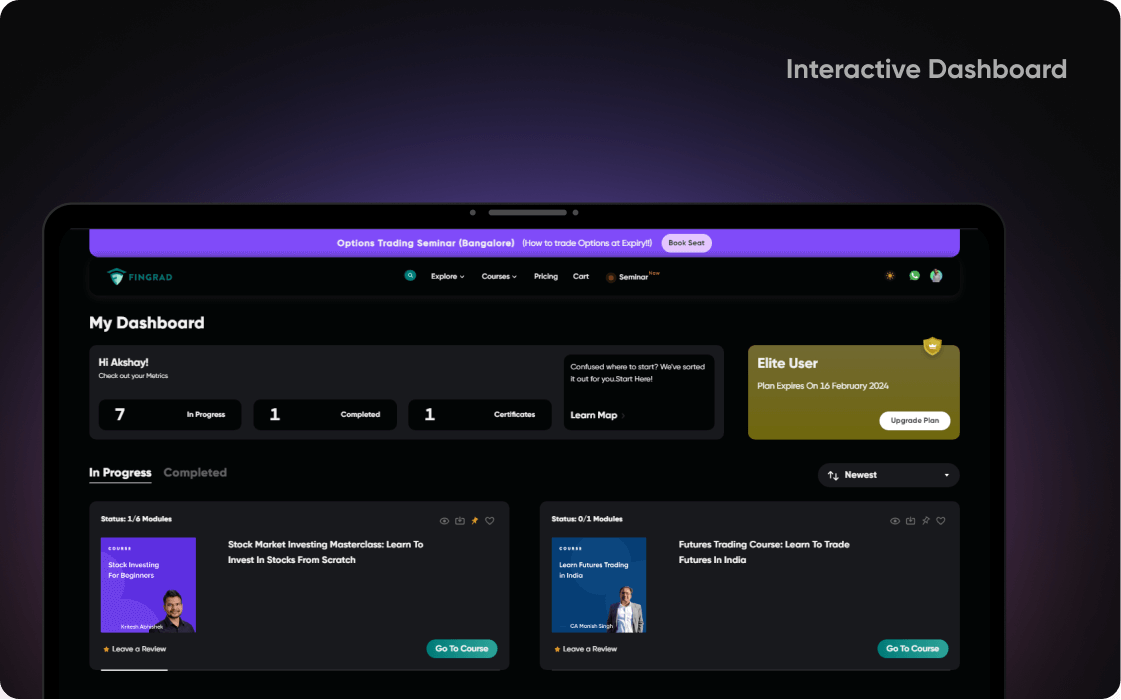 Interactive Dashboard
Options Trading Seminar (Bangalore) (How to trade Options at Expiry!!) Book Seat
FINGRAD Explore Courses Pricing Cart Seminar New
My Dashboard
Hi Akshay!
Check out your Metrics
7 In Progress 1 Completed 1 Certificates
Confused where to start? We've sorted
it out for you.Start Here!
Learn Map
Elite User
Plan Expires On 16 February 2024
Upgrade Plan
In Progress Completed
Newest
Status: 1/6 Modules
COURSE
Stock Investing
For Beginners
Kritesh Abhishek
Stock Market Investing Masterclass: Learn To
Invest In Stocks From Scratch
Leave a Review
Go To Course
Status: 0/1 Modules
COURSE
Learn Futures Trading
in India
CA Manish Singh
Futures Trading Course: Learn To Trade
Futures In India
Leave a Review
Go To Course